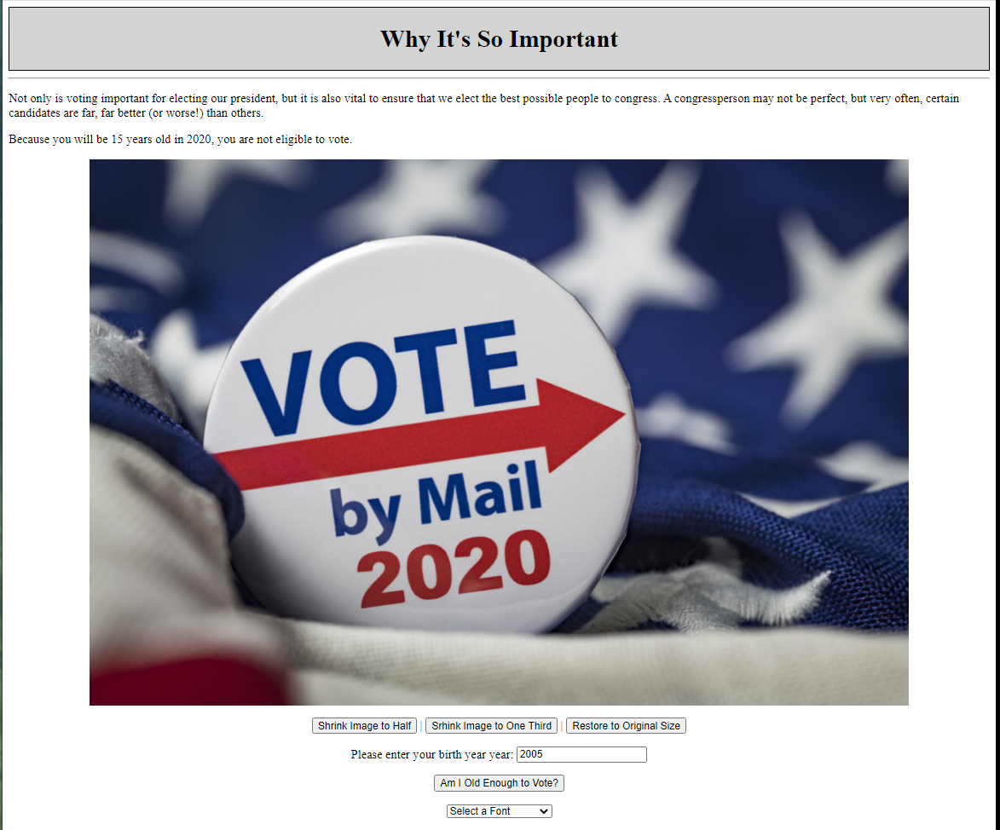 Why It's So Important
Not only is voting important for electing our president, but it is also vital to ensure that we elect the best possible people to congress. A congressperson may not be perfect, but very often, certain
candidates are far, far better (or worse!) than others.
Because you will be 15 years old in 2020, you are not eligible to vote.
VOTE
by Mail
2020
Shrink Image to Half | Srhink Image to One Third | Restore to Original Size
Please enter your birth year year: 2005
Am I Old Enough to Vote?
Select a Font